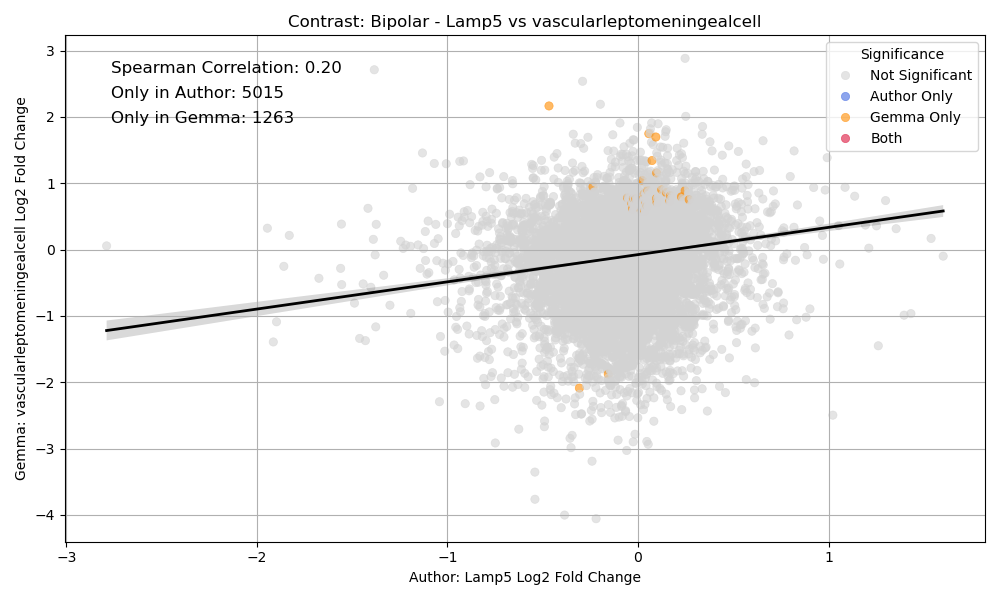 Contrast: Bipolar - Lamp5 vs vascularleptomeningealcell
Spearman Correlation: 0.20
Only in Author: 5015
Only in Gemma: 1263
Significance
Not Significant
Author Only
Gemma Only
Both
Gemma: vascularleptomeningealcell Log2 Fold Change
3
2
1
0
−1
−2
−3
−4
−3
−2
−1
0
1
Author: Lamp5 Log2 Fold Change